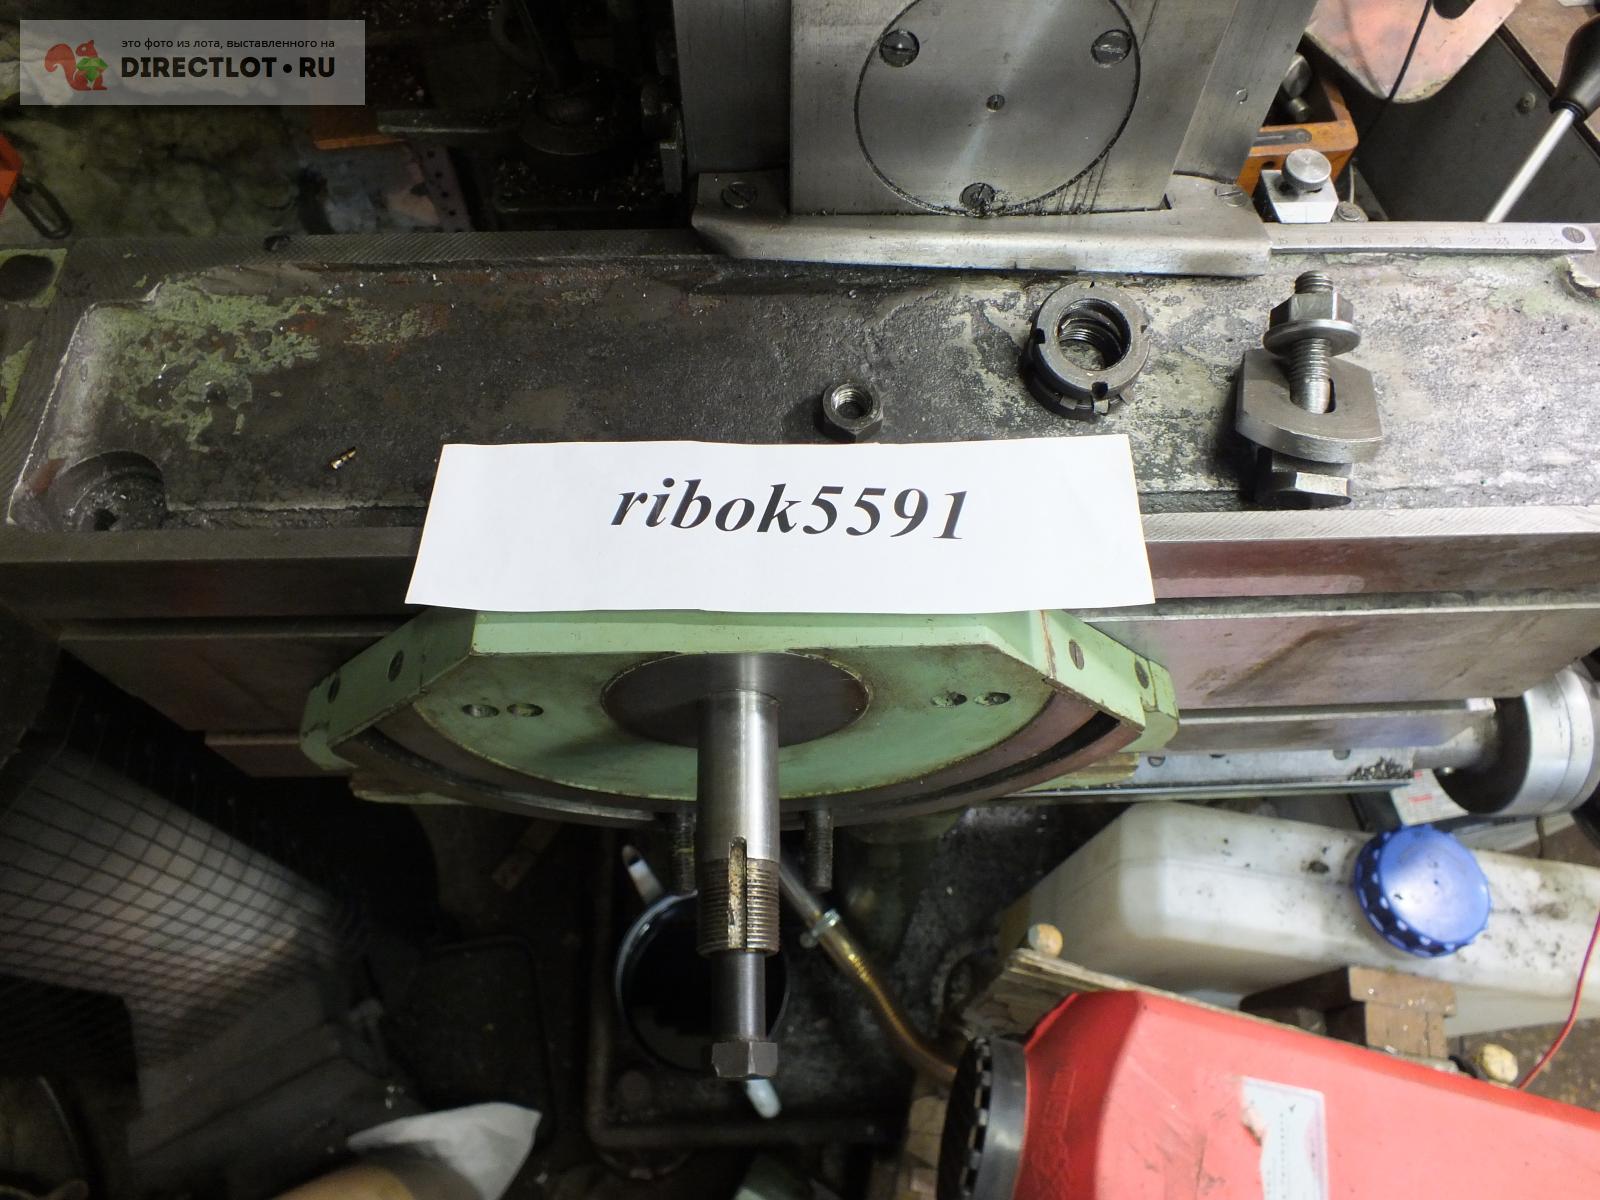 это фото из лота, выставленного на
DIRECTLOT•RU
ribok5591